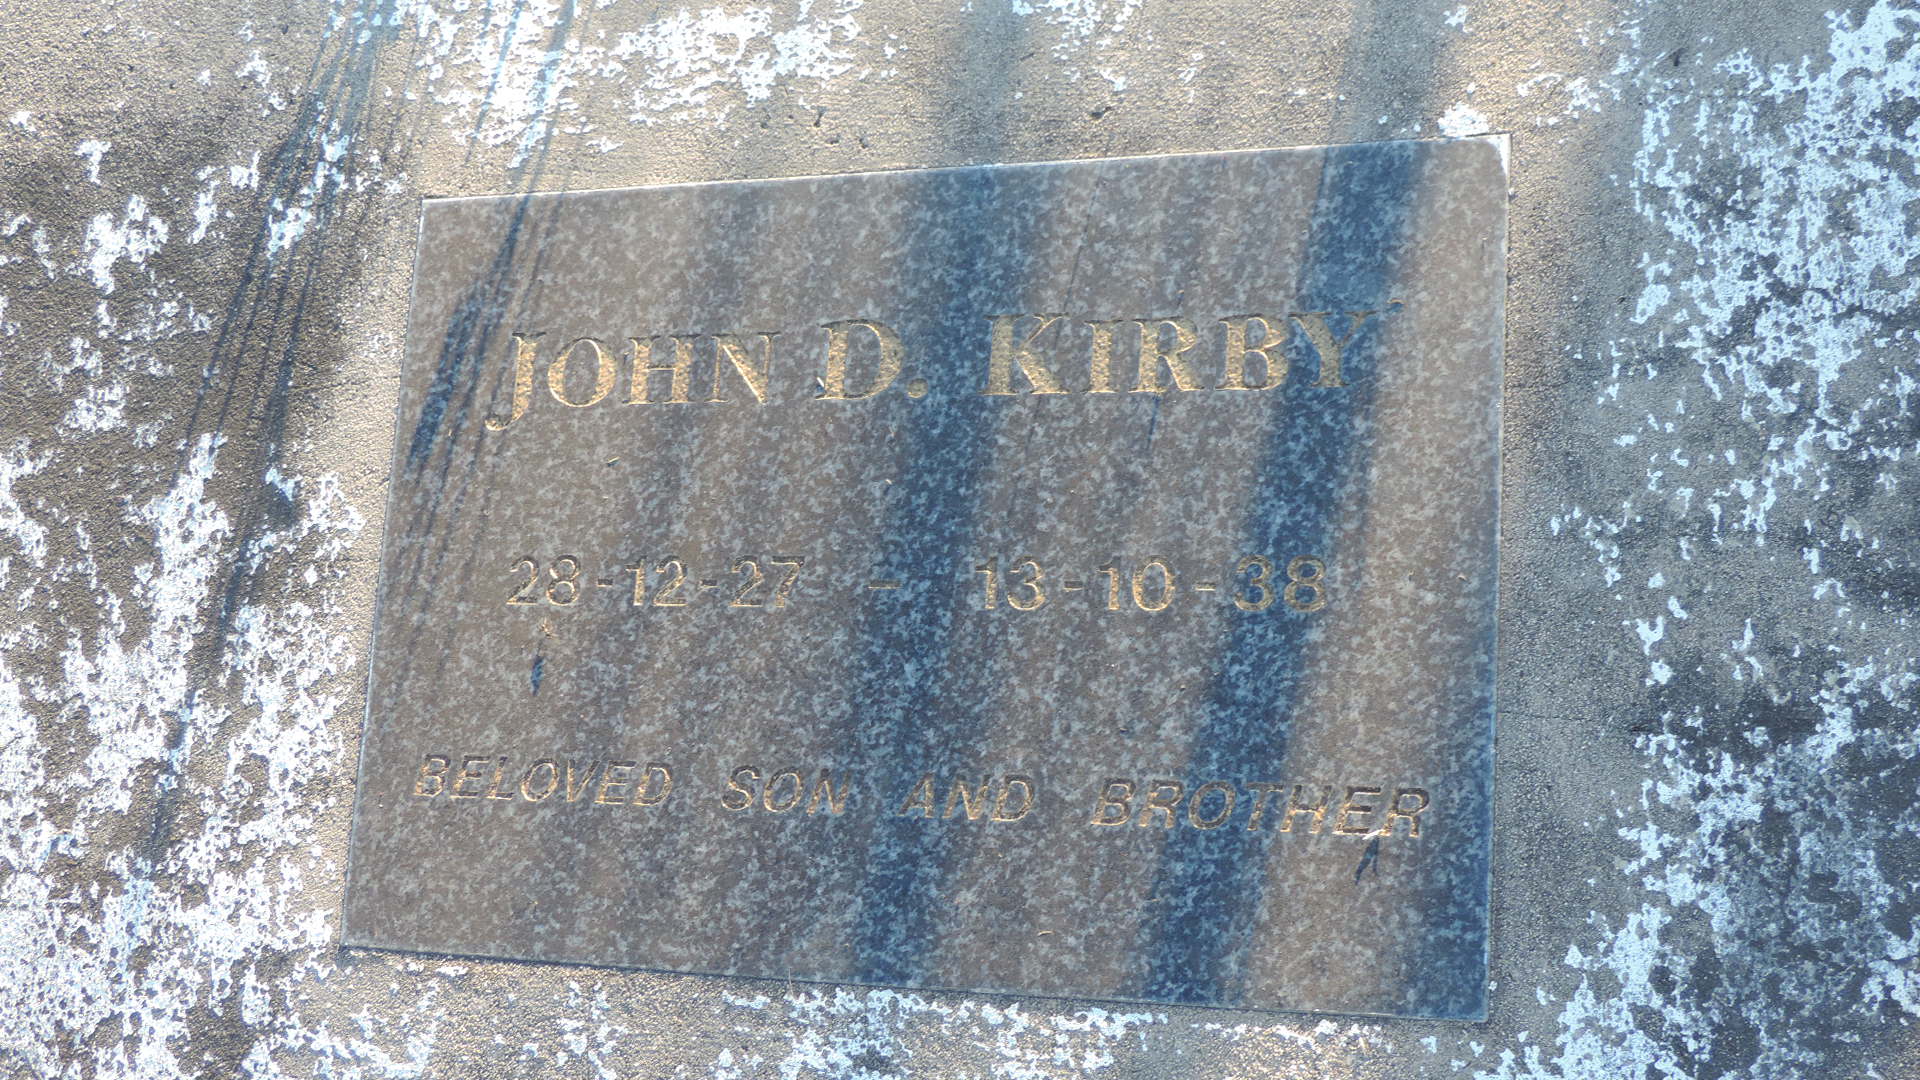 JOHN D. KIRBY
28-12-27 - 13-10-38
BELOVED SON AND BROTHER